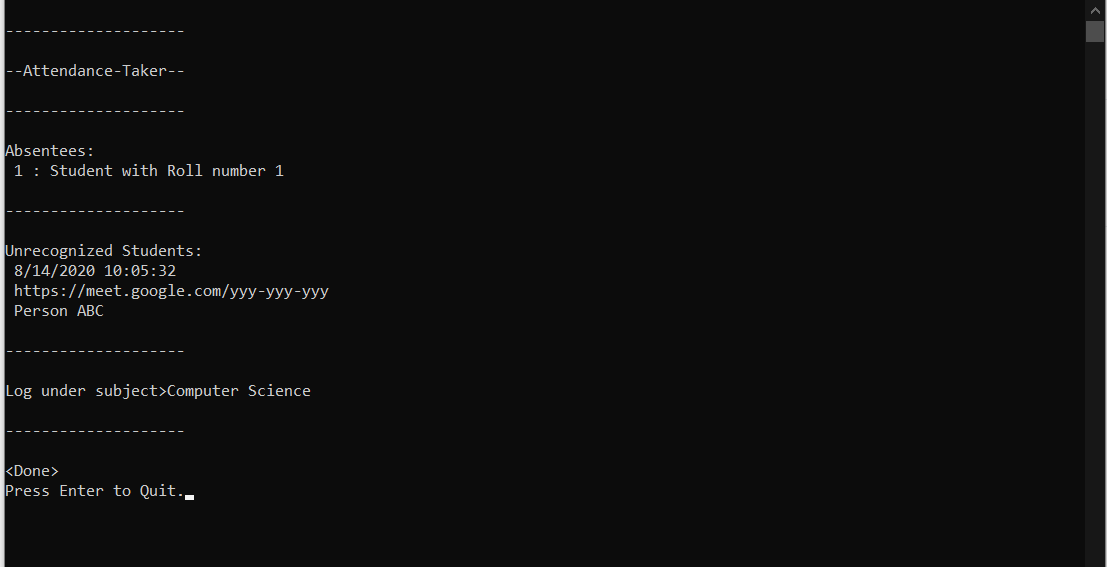 --------------------
--Attendance-Taker--
--------------------
Absentees:
1 : Student with Roll number 1
--------------------
Unrecognized Students:
8/14/2020 10:05:32
https://meet.google.com/yyy-yyy-yyy
Person ABC
--------------------
Log under subject>Computer Science
--------------------
<Done>
Press Enter to Quit.